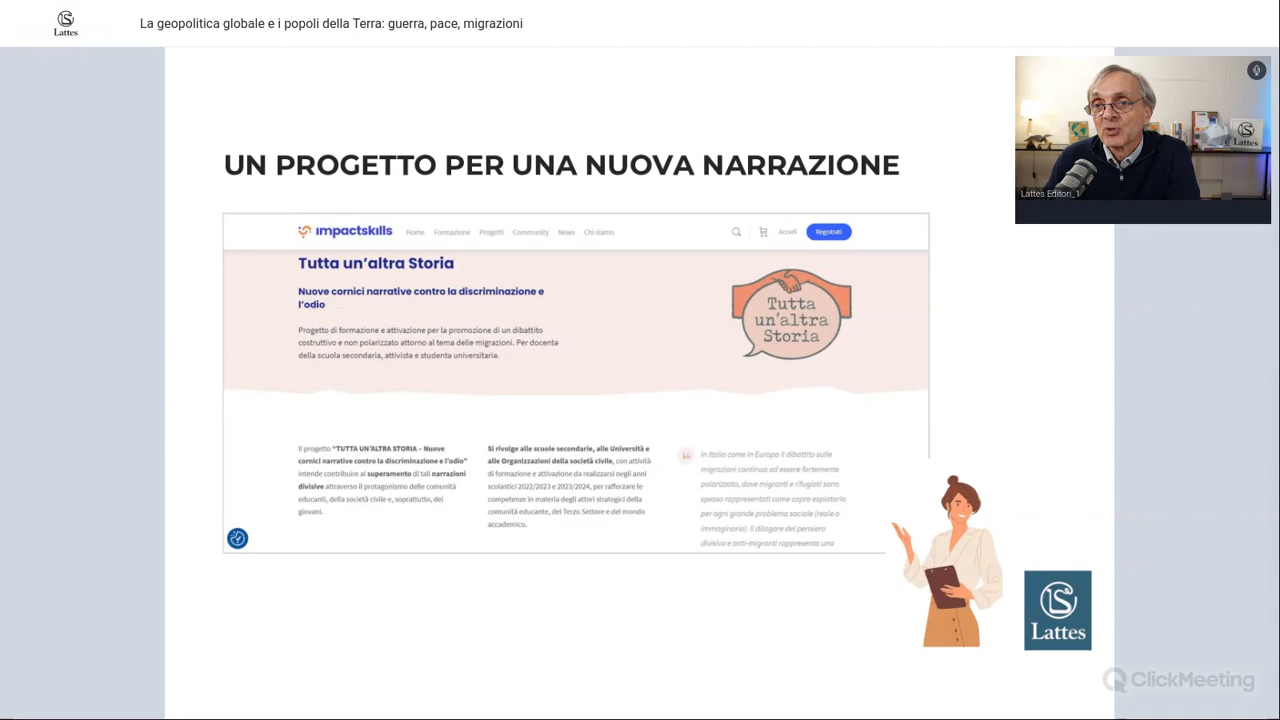 LS
Lattes
La geopolitica globale e i popoli della Terra: guerra, pace, migrazioni
Lattes
Lattes Editori_1
UN PROGETTO PER UNA NUOVA NARRAZIONE
impactskills
Home
Formazione
Progetti
Community
News
Chi siamo
Accedi
Registrati
Tutta un'altra Storia
Nuove cornici narrative contro la discriminazione e
l'odio
Progetto di formazione e attivazione per la promozione di un dibattito
costruttivo e non polarizzato attorno al tema delle migrazioni. Per docentə
della scuola secondaria, attivistə e studentə universitariə.
Tutta
un'altra
Storia
Il progetto "TUTTA UN'ALTRA STORIA – Nuove
cornici narrative contro la discriminazione e l'odio"
intende contribuire al superamento di tali narrazioni
divisive attraverso il protagonismo delle comunità
educanti, della società civile e, soprattutto, dei
giovani.
Si rivolge alle scuole secondarie, alle Università e
alle Organizzazioni della società civile, con attività
di formazione e attivazione da realizzarsi negli anni
scolastici 2022/2023 e 2023/2024, per rafforzare le
competenze in materia degli attori strategici della
comunità educante, del Terzo Settore e del mondo
accademico.
In Italia come in Europa il dibattito sulle
migrazioni continua ad essere fortemente
polarizzato, dove migranti e rifugiati sono
spesso rappresentati come capro espiatorio
per ogni grande problema sociale (reale o
immaginario). Il dilagare del pensiero
divisivo e anti-migranti rappresenta una
LS
Lattes
ClickMeeting